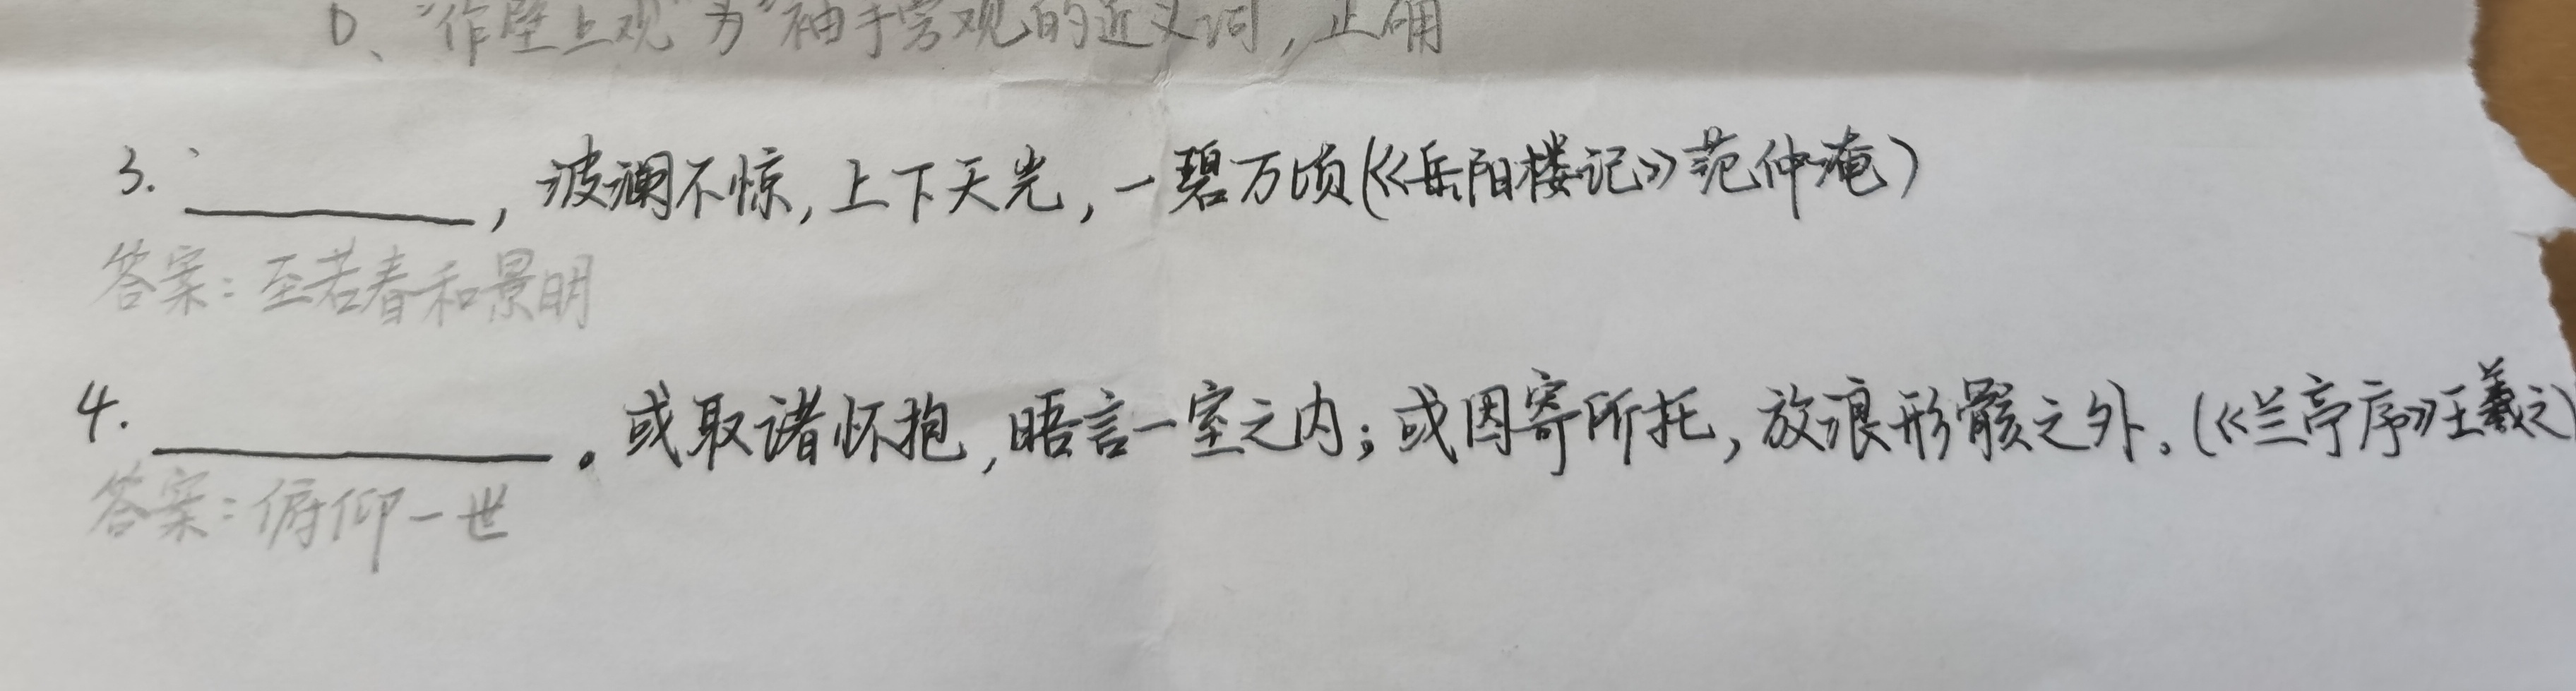 D、"作壁上观"为"袖手旁观的近义词,正确
3. ________,波澜不惊,上下天光,一碧万顷(《岳阳楼记》范仲淹)
答案:至若春和景明
4. ________。或取诸怀抱,晤言一室之内;或因寄所托,放浪形骸之外。(《兰亭序》王羲之)
答案:俯仰一世